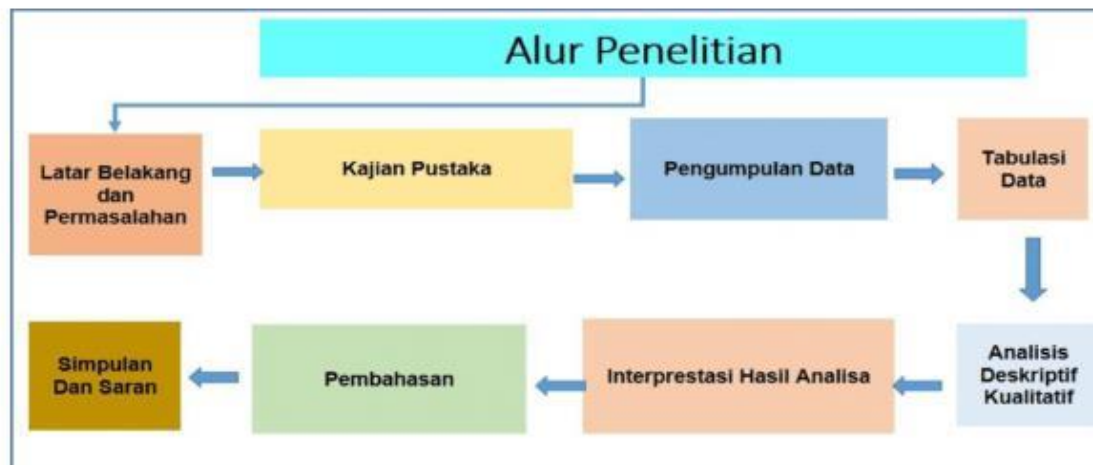 Alur Penelitian
Latar Belakang
dan
Permasalahan
Kajian Pustaka
Pengumpulan Data
Tabulasi
Data
Analisis
Deskriptif
Kualitatif
Interprestasi Hasil Analisa
Pembahasan
Simpulan
Dan Saran